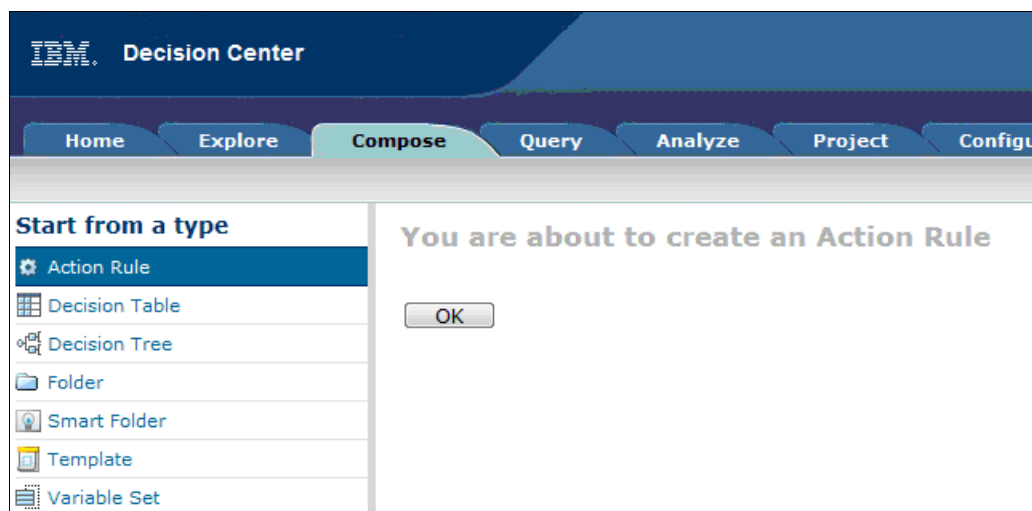 IBM. Decision Center
Home Explore Compose Query Analyze Project Configu
Start from a type
You are about to create an Action Rule
Action Rule
OK
Decision Table
Decision Tree
Folder
Smart Folder
Template
Variable Set